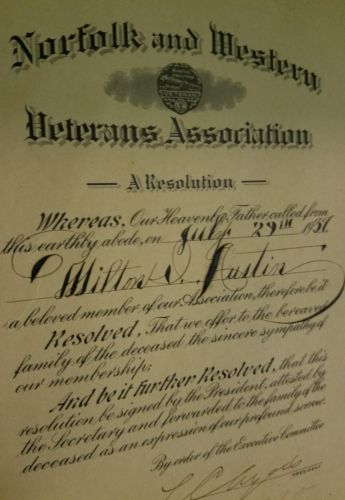 Norfolk and Western
VETERANS
Veterans Association
A Resolution
Whereas, Our Heavenly Father called from
this earthly abode, on July 29th
Milton
a beloved member of our Association, therefore be it
Resolved, That we offer to the bereaved
family of the deceased, the sincere sympathy of
our membership:
And be it further Resolved, that this
resolution be signed by the President, attested by
the Secretary and forwarded to the family of the
deceased as an expression of our profound sorrow.
By order of the Executive Committee
PRESIDENT